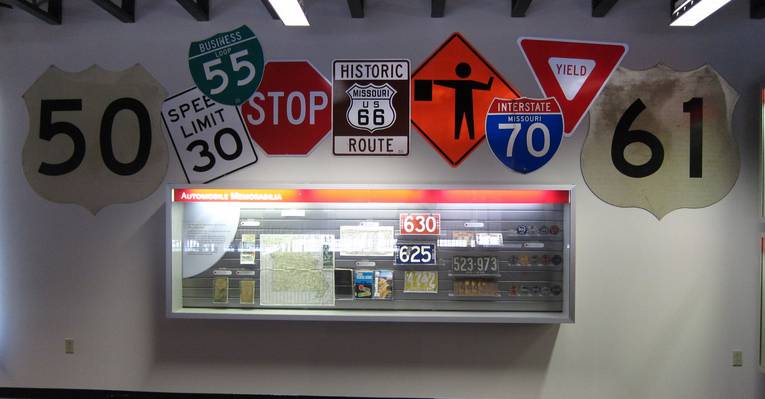 50
BUSINESS
LOOP
55
SPEED
LIMIT
30
STOP
HISTORIC
MISSOURI
US
66
ROUTE
YIELD
INTERSTATE
MISSOURI
70
61
AUTOMOBILE MEMORABILIA
630
625
523-973